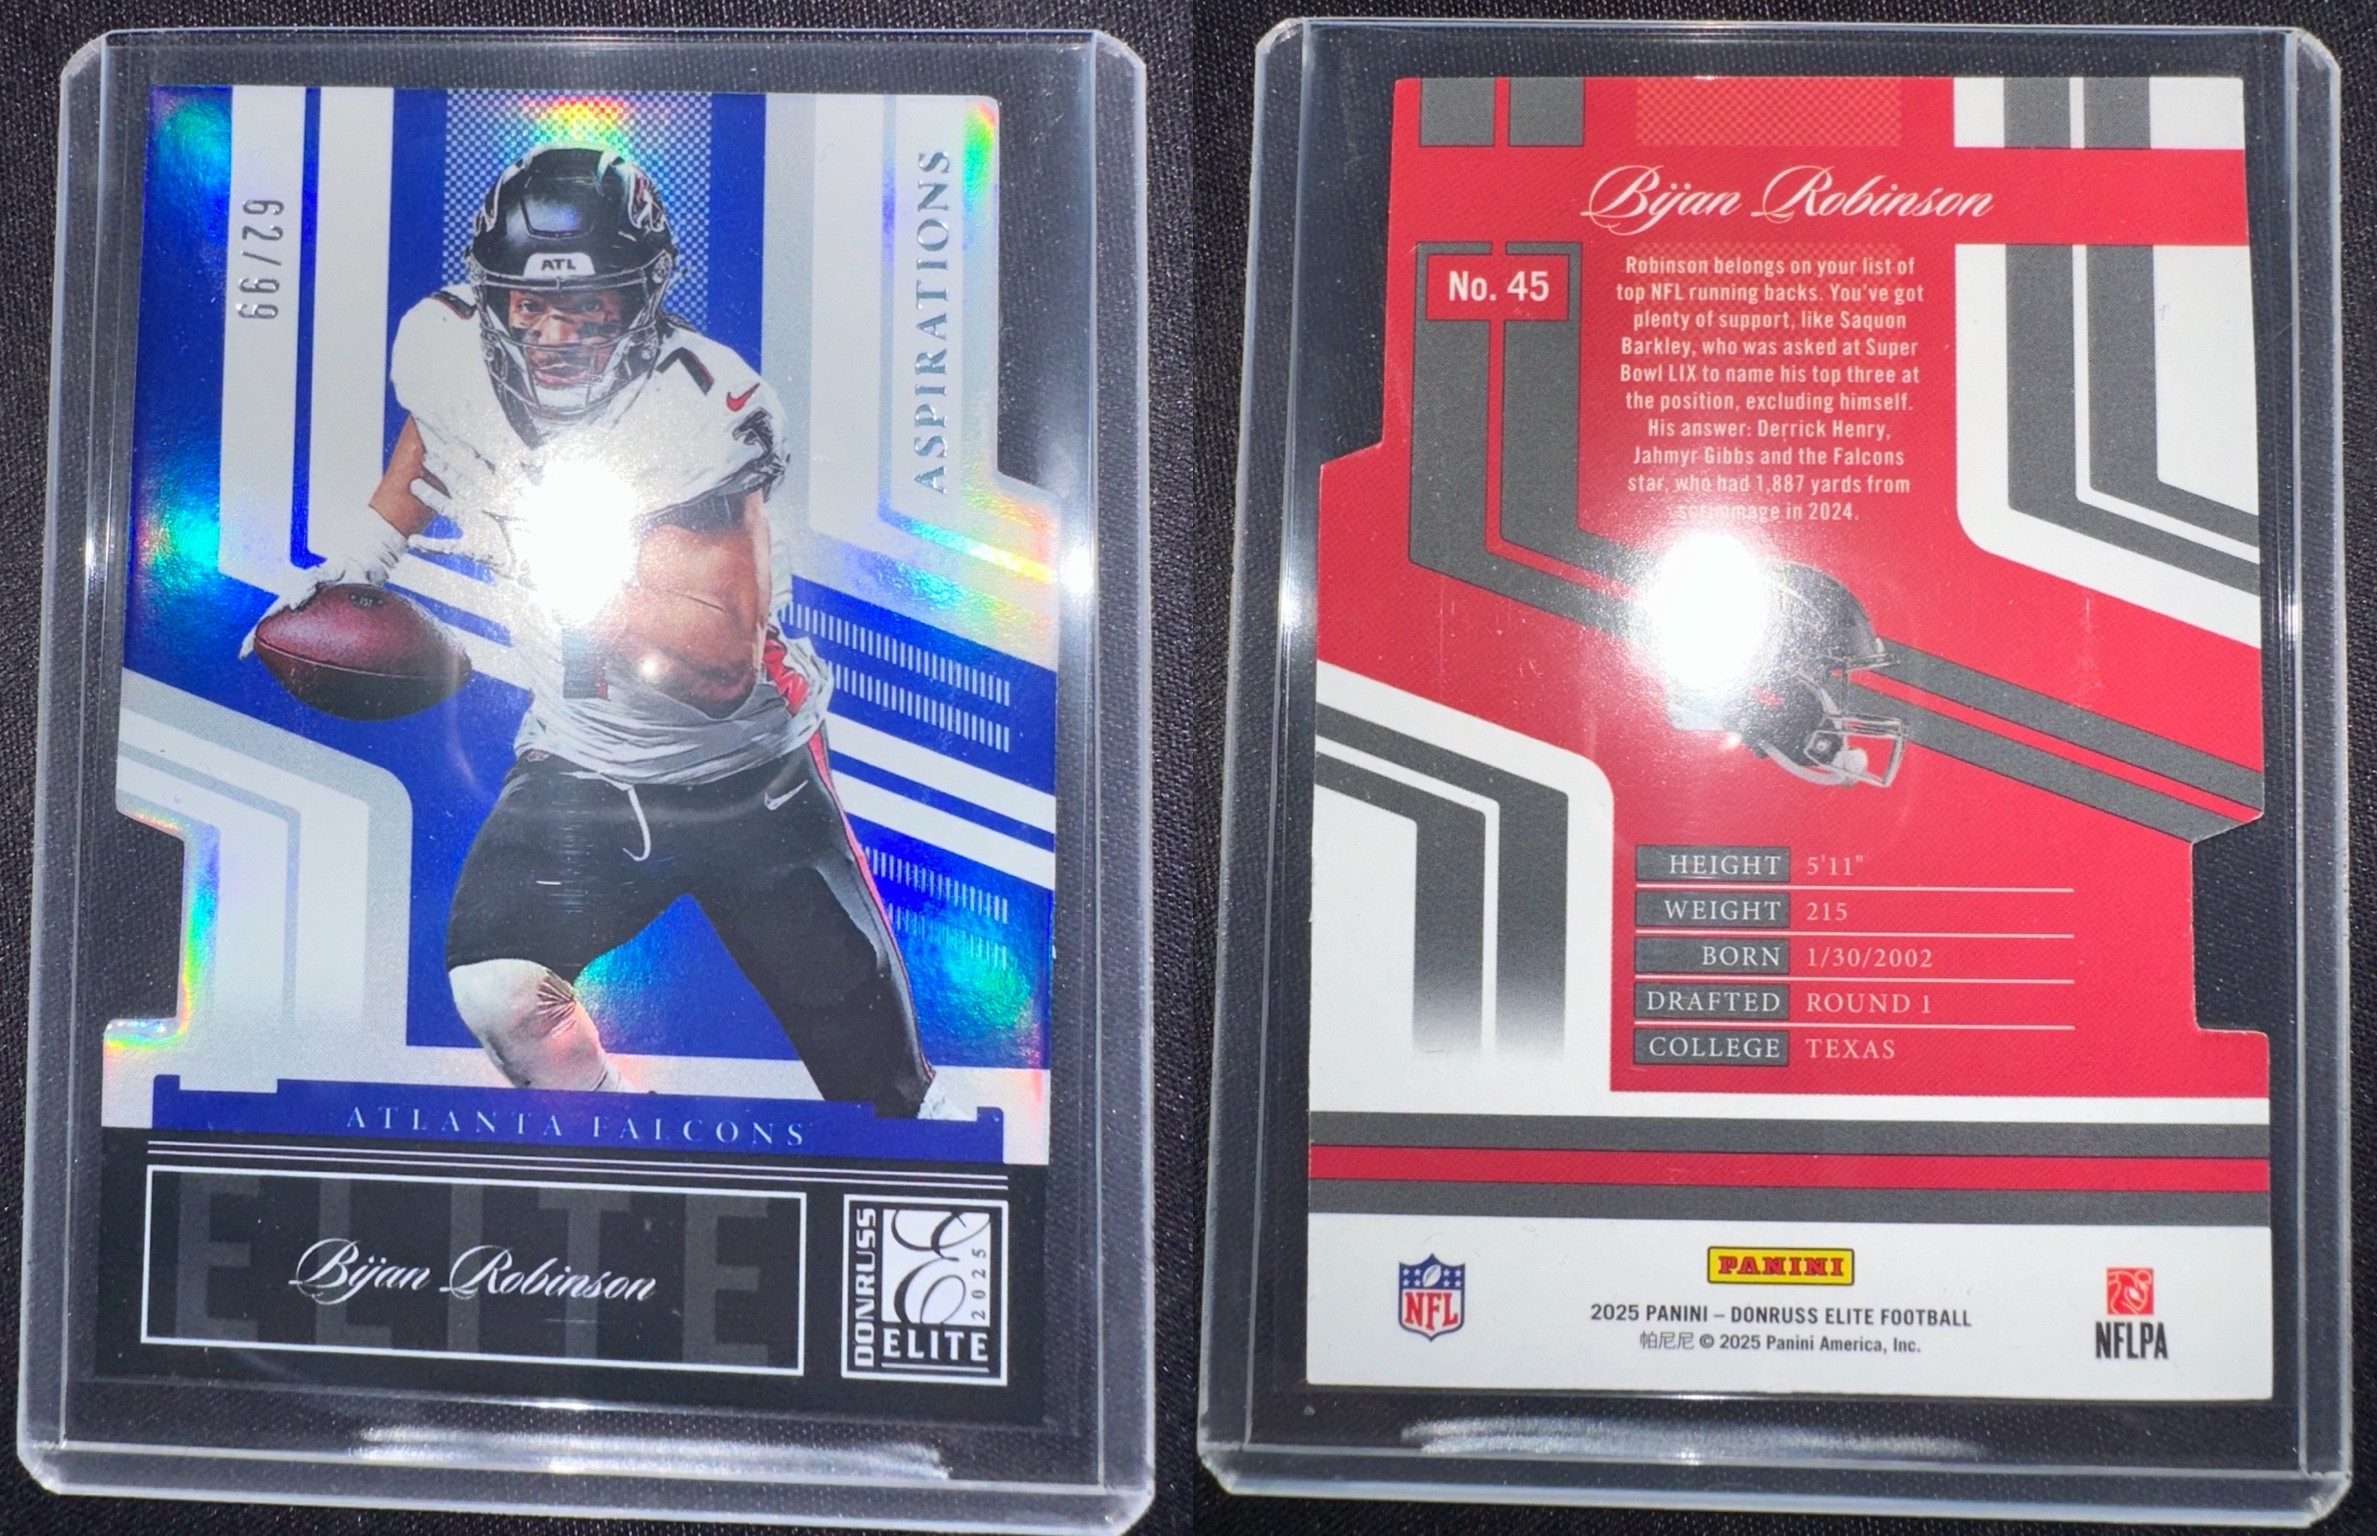 62/99
ASPIRATIONS
ATL
1
ATLANTA FALCONS
ELITE
Bijan Robinson
DONRUSS
E
2025
ELITE
Bijan Robinson
No. 45
Robinson belongs on your list of
top NFL running backs. You've got
plenty of support, like Saquon
Barkley, who was asked at Super
Bowl LIX to name his top three at
the position, excluding himself.
His answer: Derrick Henry,
Jahmyr Gibbs and the Falcons
star, who had 1,887 yards from
scrimmage in 2024.
HEIGHT 5'11"
WEIGHT 215
BORN 1/30/2002
DRAFTED ROUND 1
COLLEGE TEXAS
NFL
PANINI
2025 PANINI – DONRUSS ELITE FOOTBALL
帕尼尼 © 2025 Panini America, Inc.
NFLPA